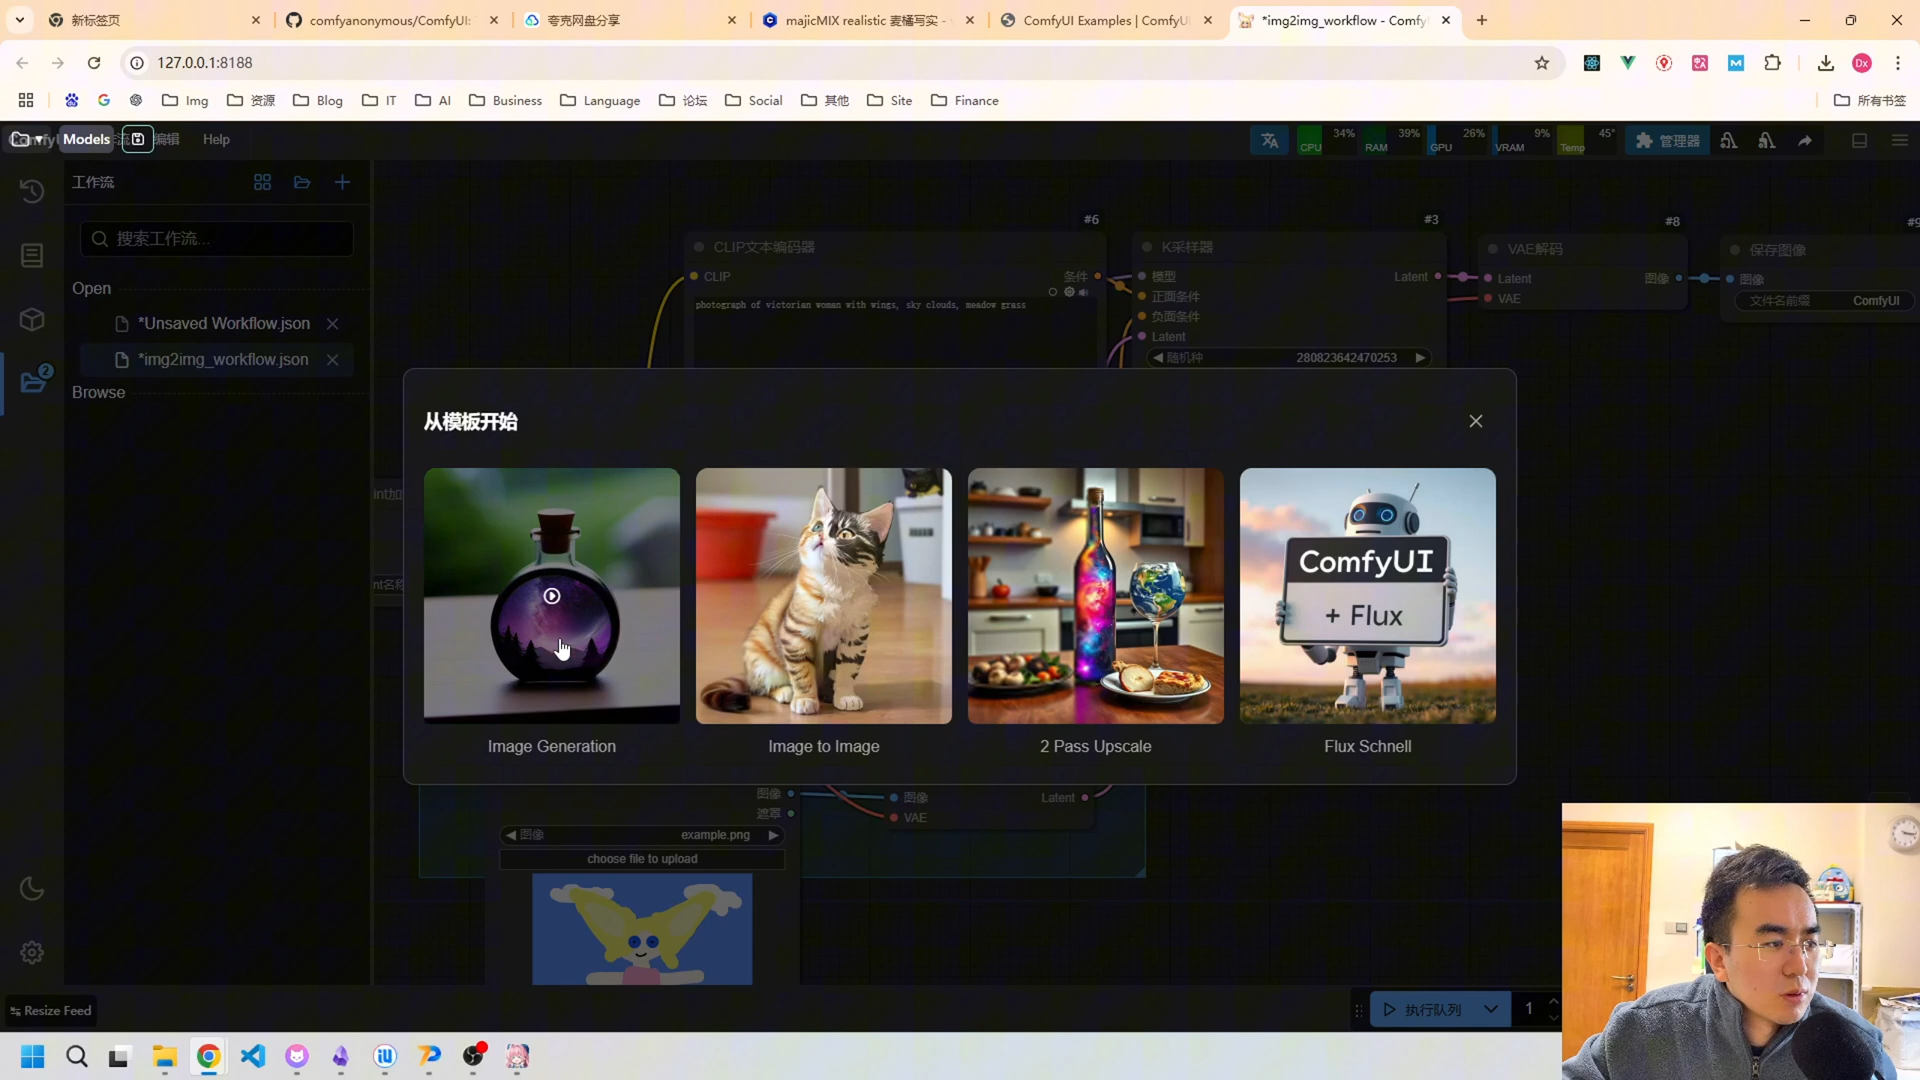 新标签页
comfyanonymous/ComfyUI:
夸克网盘分享
majicMIX realistic 麦橘写实 -
ComfyUI Examples | ComfyUI
*img2img_workflow - ComfyU
127.0.0.1:8188
Dx
Img
资源
Blog
IT
AI
Business
Language
论坛
Social
其他
Site
Finance
所有书签
Models
编辑
Help
34%
CPU
39%
RAM
26%
GPU
9%
VRAM
45°
Temp
管理器
工作流
搜索工作流...
Open
*Unsaved Workflow.json
*img2img_workflow.json
2
Browse
#6
CLIP文本编码器
CLIP
条件
photograph of victorian woman with wings, sky clouds, meadow grass
#3
K采样器
模型
Latent
正面条件
负面条件
Latent
随机种
280823642470253
#8
VAE解码
Latent
图像
VAE
#9
保存图像
图像
文件名前缀
ComfyUI
从模板开始
ComfyUI
+ Flux
Image Generation
Image to Image
2 Pass Upscale
Flux Schnell
图像
遮罩
图像
Latent
VAE
图像
example.png
choose file to upload
Resize Feed
执行队列
1